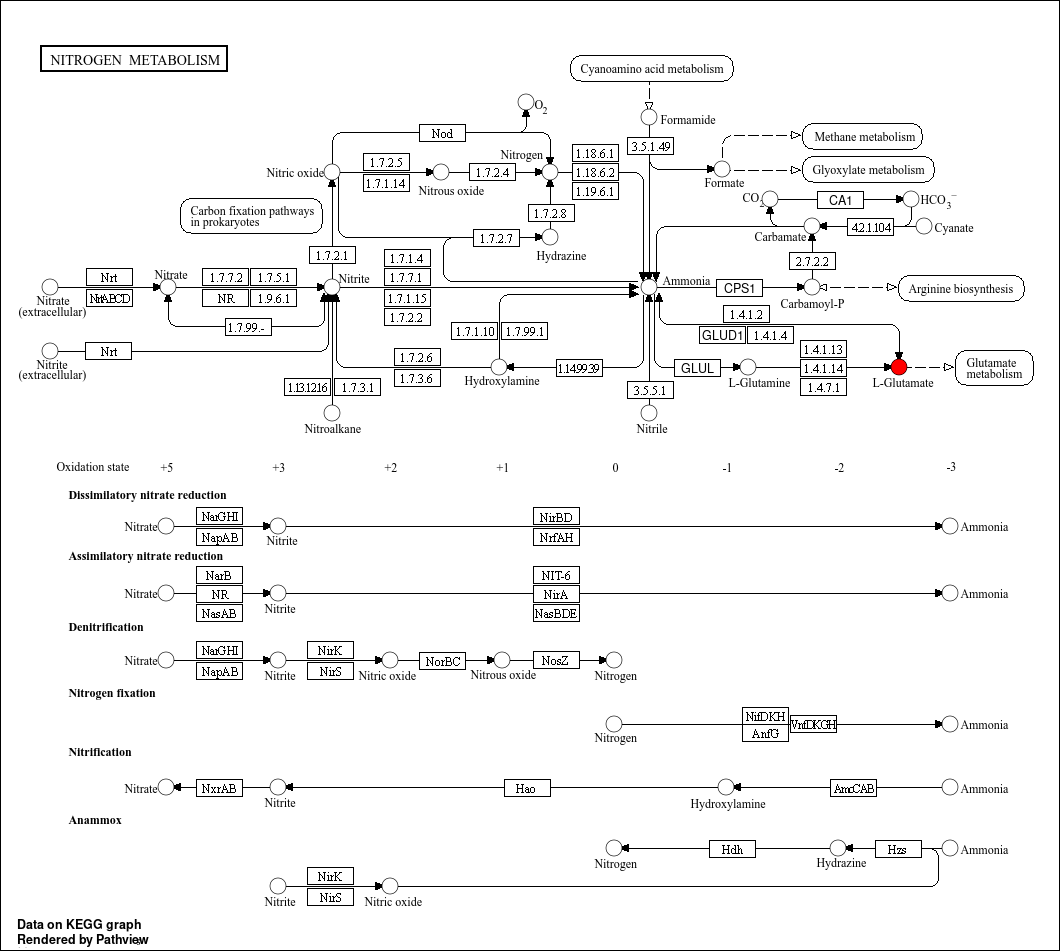 NITROGEN METABOLISM
Cyanoamino acid metabolism
O2
Formamide
Nod
3.5.1.49
Methane metabolism
Nitrogen
1.18.6.1
1.18.6.2
1.19.6.1
1.7.2.5
1.7.1.14
Nitric oxide
Nitrous oxide
1.7.2.4
Formate
Glyoxylate metabolism
Carbon fixation pathways
in prokaryotes
1.7.2.8
CO2
CA1
HCO3−
1.7.2.7
Hydrazine
Carbamate
4.2.1.104
Cyanate
1.7.2.1
2.7.2.2
Nrt
NrtABCD
Nitrate
(extracellular)
Nitrate
1.7.7.2
1.7.5.1
NR
1.9.6.1
Nitrite
1.7.1.4
1.7.7.1
1.7.1.15
1.7.2.2
Ammonia
CPS1
Carbamoyl-P
Arginine biosynthesis
1.7.99.-
1.7.1.10
1.7.99.1
1.4.1.2
GLUD1
1.4.1.4
Nrt
Nitrite
(extracellular)
1.7.2.6
1.7.3.6
Hydroxylamine
1.14.99.39
GLUL
L-Glutamine
1.4.1.13
1.4.1.14
1.4.7.1
L-Glutamate
Glutamate
metabolism
1.13.12.16
1.7.3.1
Nitroalkane
3.5.5.1
Nitrile
Oxidation state +5 +3 +2 +1 0 -1 -2 -3
Dissimilatory nitrate reduction
Nitrate
NarGHI
NapAB
Nitrite
NirBD
NrfAH
Ammonia
Assimilatory nitrate reduction
Nitrate
NarB
NR
NasAB
Nitrite
NIT-6
NirA
NasBDE
Ammonia
Denitrification
Nitrate
NarGHI
NapAB
Nitrite
NirK
NirS
Nitric oxide
NorBC
Nitrous oxide
NosZ
Nitrogen
Nitrogen fixation
Nitrogen
NifDKH
AnfG
VnfDKGH
Ammonia
Nitrification
Nitrate
NxrAB
Nitrite
Hao
Hydroxylamine
AmoCAB
Ammonia
Anammox
Nitrogen
Hdh
Hydrazine
Hzs
Ammonia
Nitrite
NirK
NirS
Nitric oxide
Data on KEGG graph
Rendered by Pathview